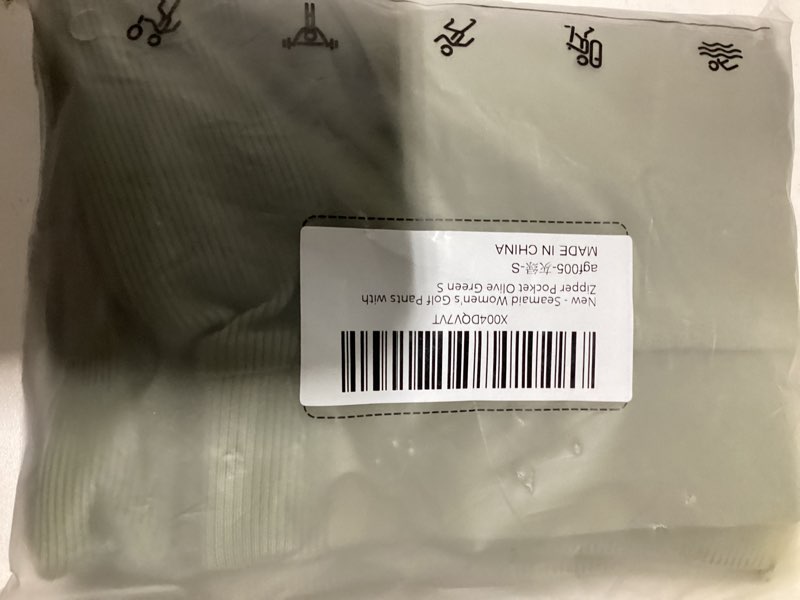 X004DQV7VT
New - Seamaid Women's Golf Pants with
Zipper Pocket Olive Green S
agf005-灰绿-S
MADE IN CHINA